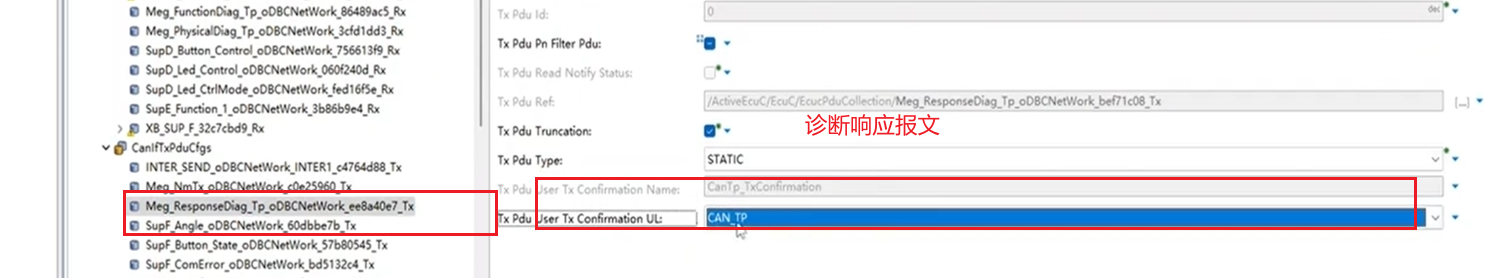 Meg_FunctionDiag_Tp_oDBCNetWork_86489ac5_Rx
Meg_PhysicalDiag_Tp_oDBCNetWork_3cfd1dd3_Rx
SupD_Button_Control_oDBCNetWork_756613f9_Rx
SupD_Led_Control_oDBCNetWork_060f240d_Rx
SupD_Led_CtrlMode_oDBCNetWork_fed16f5e_Rx
SupE_Function_1_oDBCNetWork_3b86b9e4_Rx
XB_SUP_F_32c7cbd9_Rx
CanIfTxPduCfgs
INTER_SEND_oDBCNetWork_INTER1_c4764d88_Tx
Meg_NmTx_oDBCNetWork_c0e25960_Tx
Meg_ResponseDiag_Tp_oDBCNetWork_ee8a40e7_Tx
SupF_Angle_oDBCNetWork_60dbbe7b_Tx
SupF_Button_State_oDBCNetWork_57b80545_Tx
SupF_ComError_oDBCNetWork_bd5132c4_Tx
Tx Pdu Id: 0 dec
Tx Pdu Pn Filter Pdu:
Tx Pdu Read Notify Status:
Tx Pdu Ref: /ActiveEcuC/EcuC/EcucPduCollection/Meg_ResponseDiag_Tp_oDBCNetWork_bef71c08_Tx [...]
Tx Pdu Truncation:
诊断响应报文
Tx Pdu Type: STATIC
Tx Pdu User Tx Confirmation Name: CanTp_TxConfirmation
Tx Pdu User Tx Confirmation UL: CAN_TP